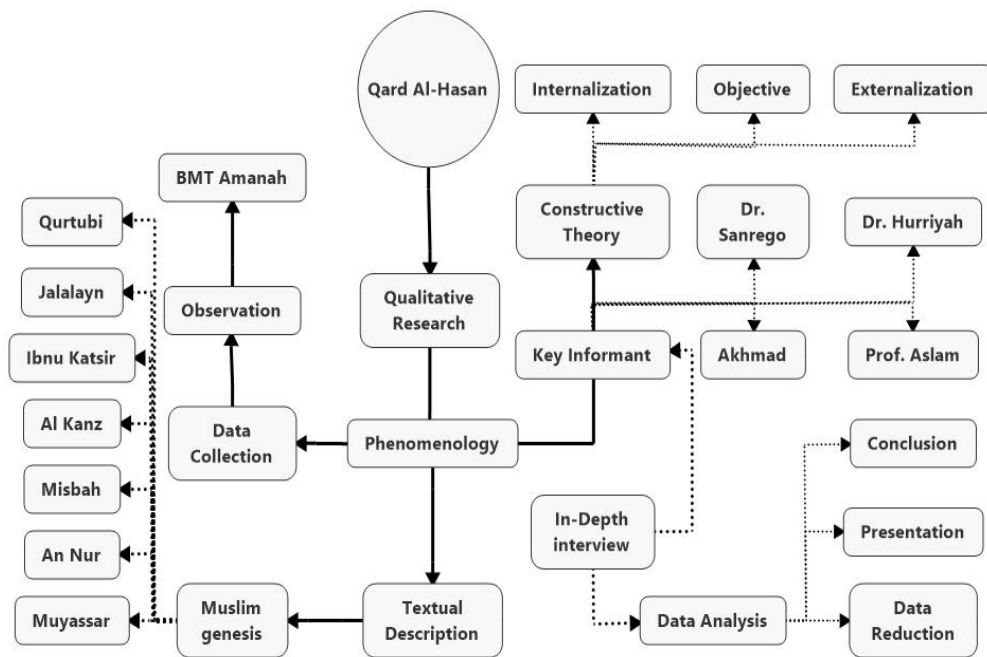 Qard Al-Hasan
Internalization
Objective
Externalization
BMT Amanah
Qurtubi
Constructive
Theory
Dr.
Sanrego
Dr. Hurriyah
Jalalayn
Observation
Qualitative
Research
Ibnu Katsir
Key Informant
Akhmad
Prof. Aslam
Al Kanz
Data
Collection
Phenomenology
Conclusion
Misbah
In-Depth
interview
Presentation
An Nur
Muyassar
Muslim
genesis
Textual
Description
Data Analysis
Data
Reduction